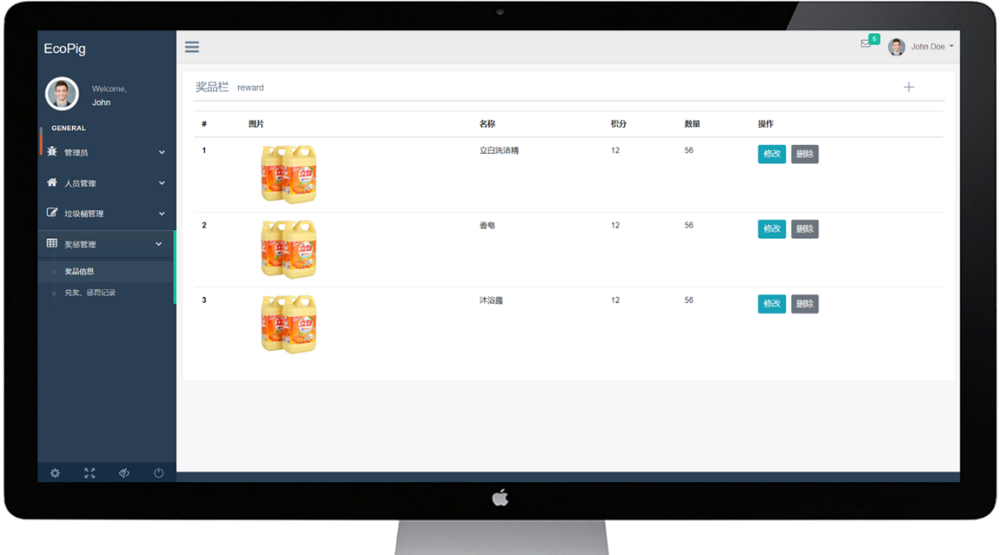 EcoPig
Welcome,
John
GENERAL
管理员
人员管理
垃圾桶管理
奖惩管理
奖品信息
兑奖、惩罚记录
6
John Doe
奖品栏 reward
# 图片 名称 积分 数量 操作
1 立白洗洁精 12 56 修改 删除
2 香皂 12 56 修改 删除
3 沐浴露 12 56 修改 删除